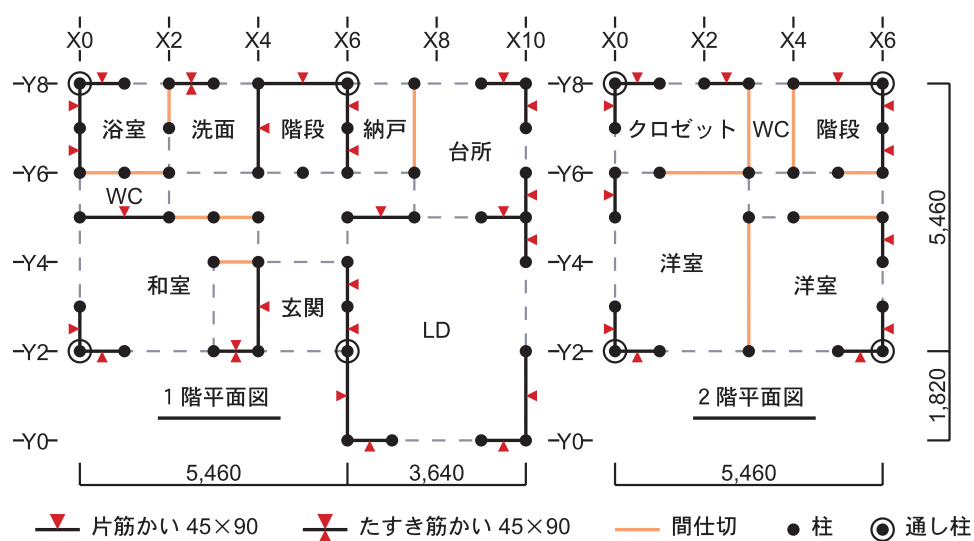 X0 X2 X4 X6 X8 X10 X0 X2 X4 X6
Y8 Y8
浴室 洗面 階段 納戸 台所 クロゼット WC 階段
Y6 Y6
WC
Y4 Y4
和室 玄関 LD 洋室 洋室
Y2 Y2
1階平面図 2階平面図
Y0 Y0
5,460
1,820
5,460 3,640 5,460
片筋かい 45×90 たすき筋かい 45×90 間仕切 柱 通し柱